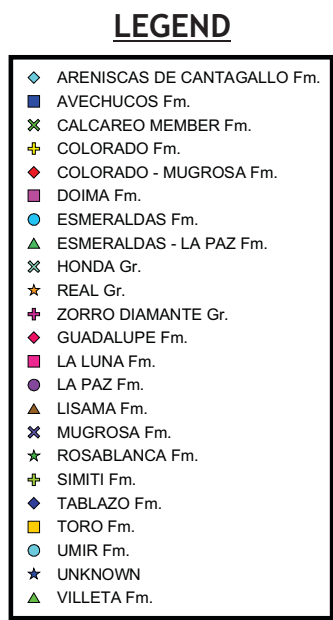 LEGEND
ARENISCAS DE CANTAGALLO Fm.
AVECHUCOS Fm.
CALCAREO MEMBER Fm.
COLORADO Fm.
COLORADO - MUGROSA Fm.
DOIMA Fm.
ESMERALDAS Fm.
ESMERALDAS - LA PAZ Fm.
HONDA Gr.
REAL Gr.
ZORRO DIAMANTE Gr.
GUADALUPE Fm.
LA LUNA Fm.
LA PAZ Fm.
LISAMA Fm.
MUGROSA Fm.
ROSABLANCA Fm.
SIMITI Fm.
TABLAZO Fm.
TORO Fm.
UMIR Fm.
UNKNOWN
VILLETA Fm.